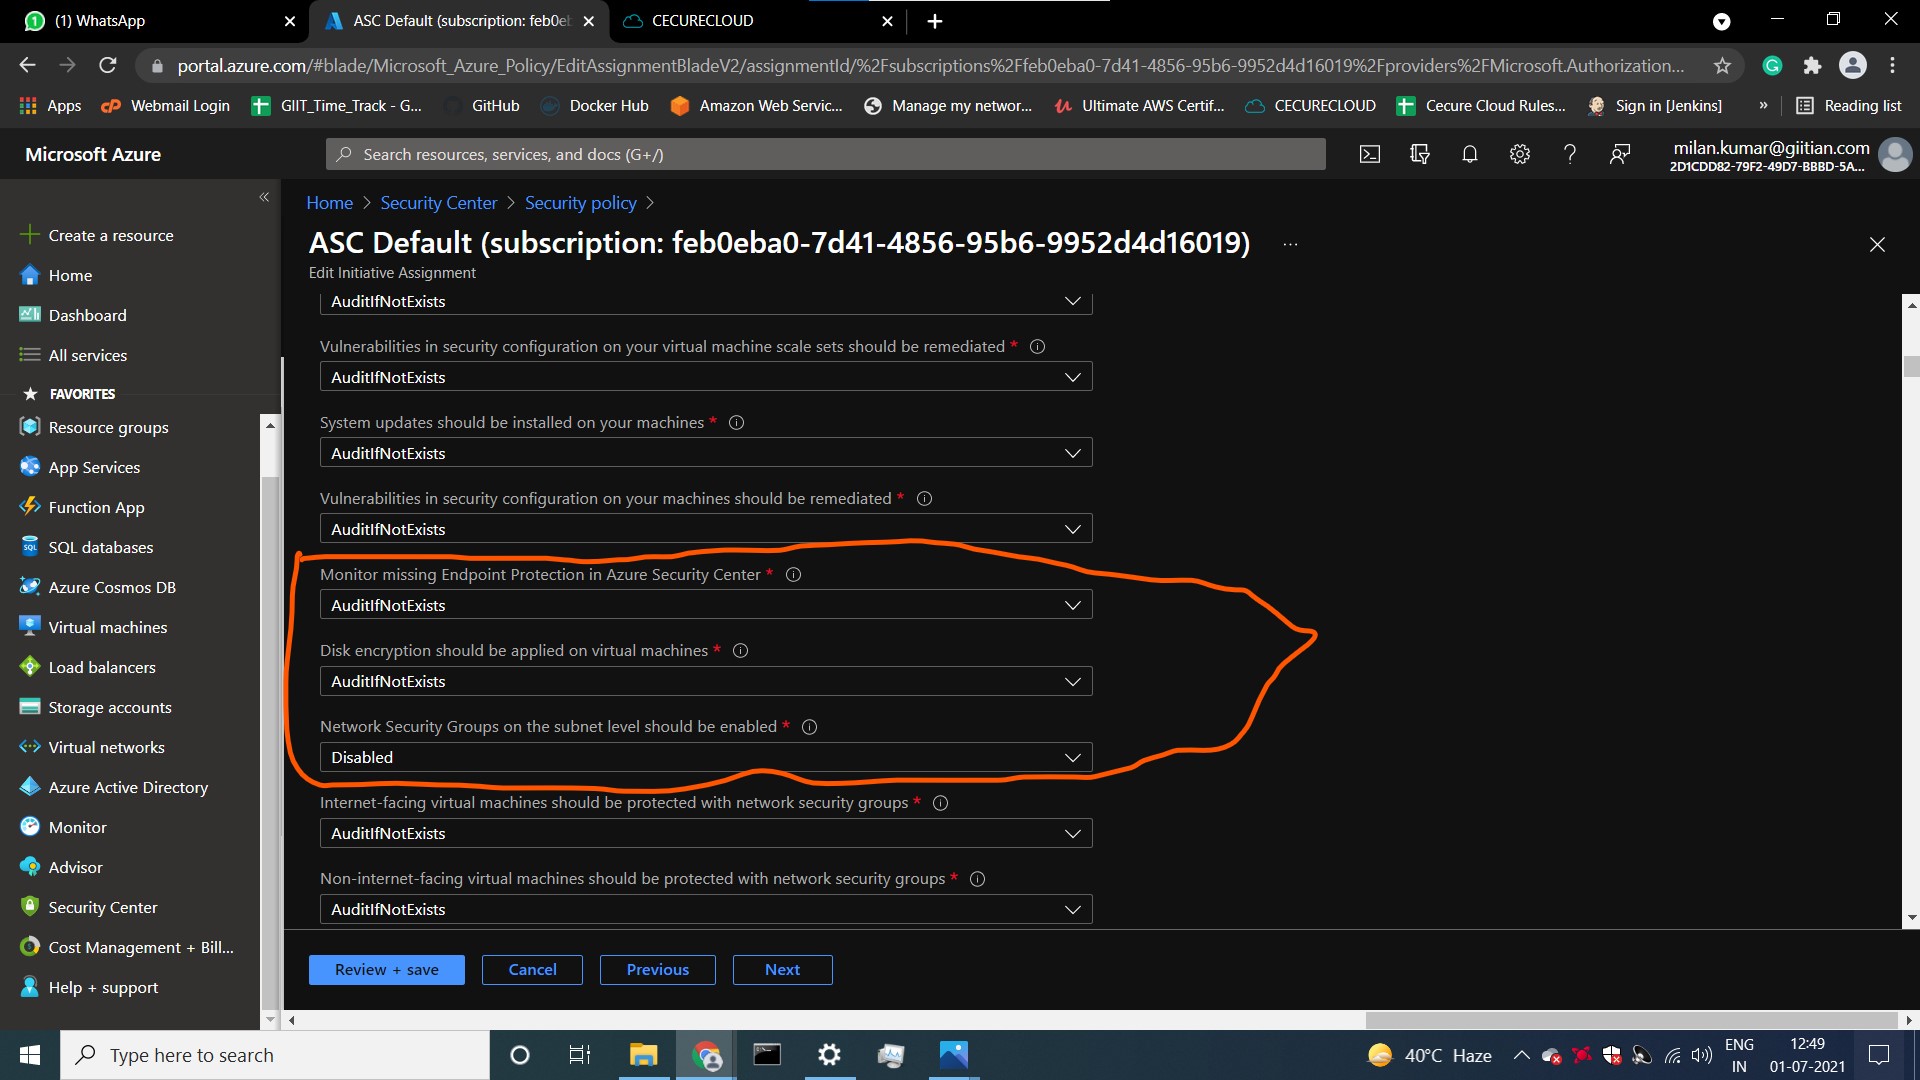 (1) WhatsApp
ASC Default (subscription: feb0eb
CECURECLOUD
portal.azure.com/#blade/Microsoft_Azure_Policy/EditAssignmentBladeV2/assignmentId/%2Fsubscriptions%2Ffeb0eba0-7d41-4856-95b6-9952d4d16019%2Fproviders%2FMicrosoft.Authorization...
Apps
Webmail Login
GIIT_Time_Track - G...
GitHub
Docker Hub
Amazon Web Servic...
Manage my networ...
Ultimate AWS Certif...
CECURECLOUD
Cecure Cloud Rules...
Sign in [Jenkins]
»
Reading list
Microsoft Azure
Search resources, services, and docs (G+/)
milan.kumar@giitian.com
2D1CDD82-79F2-49D7-BBBD-5A...
Create a resource
Home
Dashboard
All services
FAVORITES
Resource groups
App Services
Function App
SQL databases
Azure Cosmos DB
Virtual machines
Load balancers
Storage accounts
Virtual networks
Azure Active Directory
Monitor
Advisor
Security Center
Cost Management + Bill...
Help + support
Home > Security Center > Security policy >
ASC Default (subscription: feb0eba0-7d41-4856-95b6-9952d4d16019) ...
Edit Initiative Assignment
AuditIfNotExists
Vulnerabilities in security configuration on your virtual machine scale sets should be remediated *
AuditIfNotExists
System updates should be installed on your machines *
AuditIfNotExists
Vulnerabilities in security configuration on your machines should be remediated *
AuditIfNotExists
Monitor missing Endpoint Protection in Azure Security Center *
AuditIfNotExists
Disk encryption should be applied on virtual machines *
AuditIfNotExists
Network Security Groups on the subnet level should be enabled *
Disabled
Internet-facing virtual machines should be protected with network security groups *
AuditIfNotExists
Non-internet-facing virtual machines should be protected with network security groups *
AuditIfNotExists
Review + save
Cancel
Previous
Next
Type here to search
40°C Haze
ENG
IN
12:49
01-07-2021